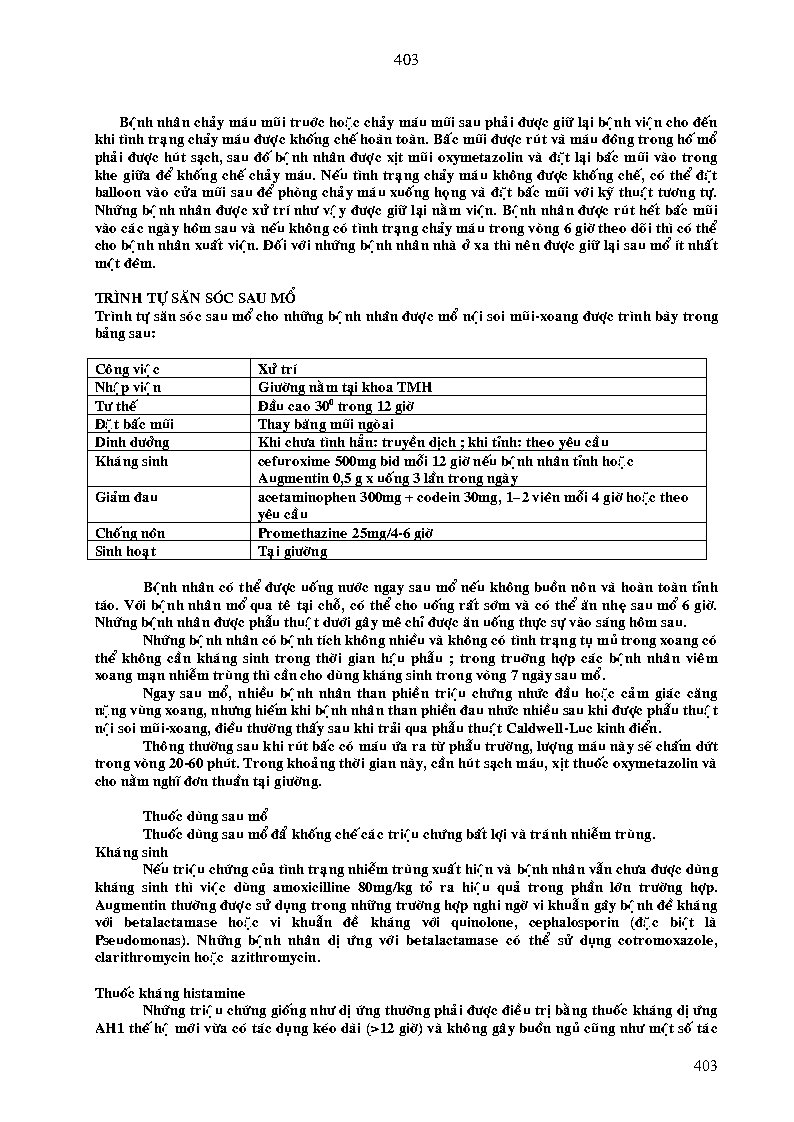 403
Bệnh nhân chảy máu mũi trước hoặc chảy máu mũi sau phải được giữ lại bệnh viện cho đến
khi tình trạng chảy máu được khống chế hoàn toàn. Bấc mũi được rút và máu đông trong hố mổ
phải được hút sạch, sau đó bệnh nhân được xịt mũi oxymetazolin và đặt lại bấc mũi vào trong
khe giữa để khống chế chảy máu. Nếu tình trạng chảy máu không được khống chế, có thể đặt
balloon vào cửa mũi sau để phòng chảy máu xuống họng và đặt bấc mũi với kỹ thuật tương tự.
Những bệnh nhân được xử trí như vậy được giữ lại nằm viện. Bệnh nhân được rút hết bấc mũi
vào các ngày hôm sau và nếu không có tình trạng chảy máu trong vòng 6 giờ theo dõi thì có thể
cho bệnh nhân xuất viện. Đối với những bệnh nhân nhà ở xa thì nên được giữ lại sau mổ ít nhất
một đêm.
TRÌNH TỰ SĂN SÓC SAU MỔ
Trình tự săn sóc sau mổ cho những bệnh nhân được mổ nội soi mũi-xoang được trình bày trong
bảng sau:
Công việc Xử trí
Nhập viện Giường nằm tại khoa TMH
Tư thế Đầu cao 30⁰ trong 12 giờ
Đặt bấc mũi Thay băng mũi ngòai
Dinh dưởng Khi chưa tỉnh hẳn: truyền dịch ; khi tỉnh: theo yêu cầu
Kháng sinh cefuroxime 500mg bid mỗi 12 giờ nếu bệnh nhân tỉnh hoặc
Augmentin 0,5 g x uống 3 lần trong ngày
Giảm đau acetaminophen 300mg + codein 30mg, 1–2 viên mỗi 4 giờ hoặc theo
yêu cầu
Chống nôn Promethazine 25mg/4-6 giờ
Sinh hoạt Tại giường
Bệnh nhân có thể được uống nước ngay sau mổ nếu không buồn nôn và hoàn toàn tỉnh
táo. Với bệnh nhân mổ qua tê tại chỗ, có thể cho uống rất sớm và có thể ăn nhẹ sau mổ 6 giờ.
Những bệnh nhân được phẫu thuật dưới gây mê chỉ được ăn uống thực sự vào sáng hôm sau.
Những bệnh nhân có bệnh tích không nhiều và không có tình trạng tụ mủ trong xoang có
thể không cần kháng sinh trong thời gian hậu phẫu ; trong trường hợp các bệnh nhân viêm
xoang mạn nhiễm trùng thì cần cho dùng kháng sinh trong vòng 7 ngày sau mổ.
Ngay sau mổ, nhiều bệnh nhân than phiền triệu chứng nhức đầu hoặc cảm giác căng
nặng vùng xoang, nhưng hiếm khi bệnh nhân than phiền đau nhức nhiều sau khi được phẫu thuật
nội soi mũi-xoang, điều thường thấy sau khi trải qua phẫu thuật Caldwell-Luc kinh điển.
Thông thường sau khi rút bấc có máu ứa ra từ phẫu trường, lượng máu này sẽ chấm dứt
trong vòng 20-60 phút. Trong khoảng thời gian này, cần hút sạch máu, xịt thuốc oxymetazolin và
cho nằm nghĩ đơn thuần tại giường.
Thuốc dùng sau mổ
Thuốc dùng sau mổ đẩ khống chế các triệu chứng bất lợi và tránh nhiễm trùng.
Kháng sinh
Nếu triệu chứng của tình trạng nhiễm trùng xuất hiện và bệnh nhân vẫn chưa được dùng
kháng sinh thì việc dùng amoxicilline 80mg/kg tỏ ra hiệu quả trong phần lớn trường hợp.
Augmentin thường được sử dụng trong những trường hợp nghi ngờ vi khuẩn gây bệnh đề kháng
với betalactamase hoặc vi khuẩn đề kháng với quinolone, cephalosporin (đặc biệt là
Pseudomonas). Những bệnh nhân dị ứng với betalactamase có thể sử dụng cotromoxazole,
clarithromycin hoặc azithromycin.
Thuốc kháng histamine
Những triệu chứng giống như dị ứng thường phải được điều trị bằng thuốc kháng dị ứng
AH1 thế hệ mới vừa có tác dụng kéo dài (>12 giờ) và không gây buồn ngủ cũng như một số tác
403